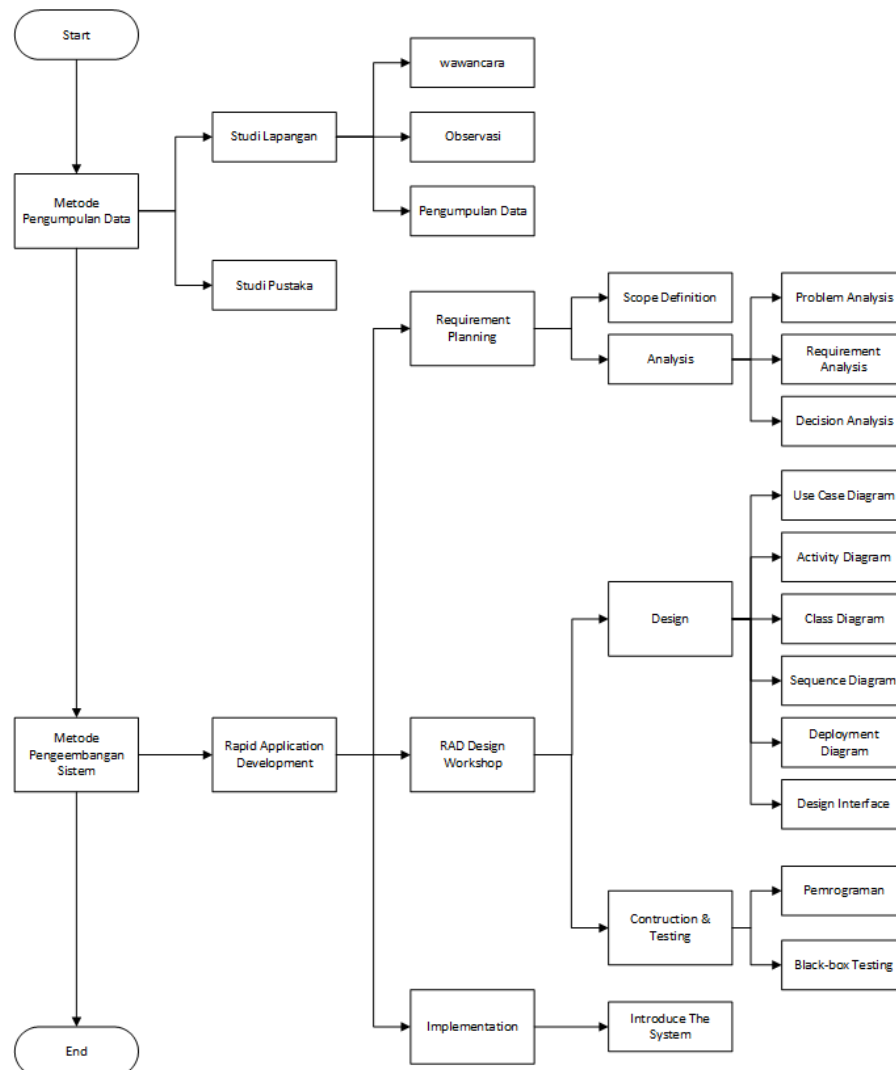 Start
Metode
Pengumpulan Data
Studi Lapangan
wawancara
Observasi
Pengumpulan Data
Studi Pustaka
Metode
Pengeembangan
Sistem
Rapid Application
Development
Requirement
Planning
Scope Definition
Analysis
Problem Analysis
Requirement
Analysis
Decision Analysis
RAD Design
Workshop
Design
Use Case Diagram
Activity Diagram
Class Diagram
Sequence Diagram
Deployment
Diagram
Design Interface
Contruction &
Testing
Pemrograman
Black-box Testing
Implementation
Introduce The
System
End